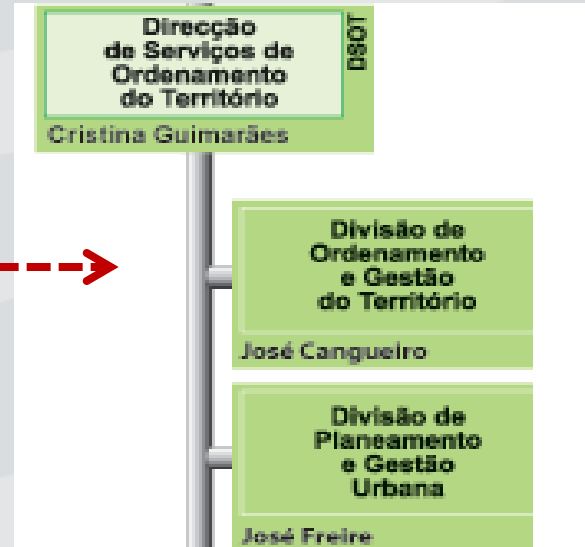 Direcção
de Serviços de
Ordenamento
do Território
DSOT
Cristina Guimarães
Divisão de
Ordenamento
e Gestão
do Território
José Cangueiro
Divisão de
Planeamento
e Gestão
Urbana
José Freire